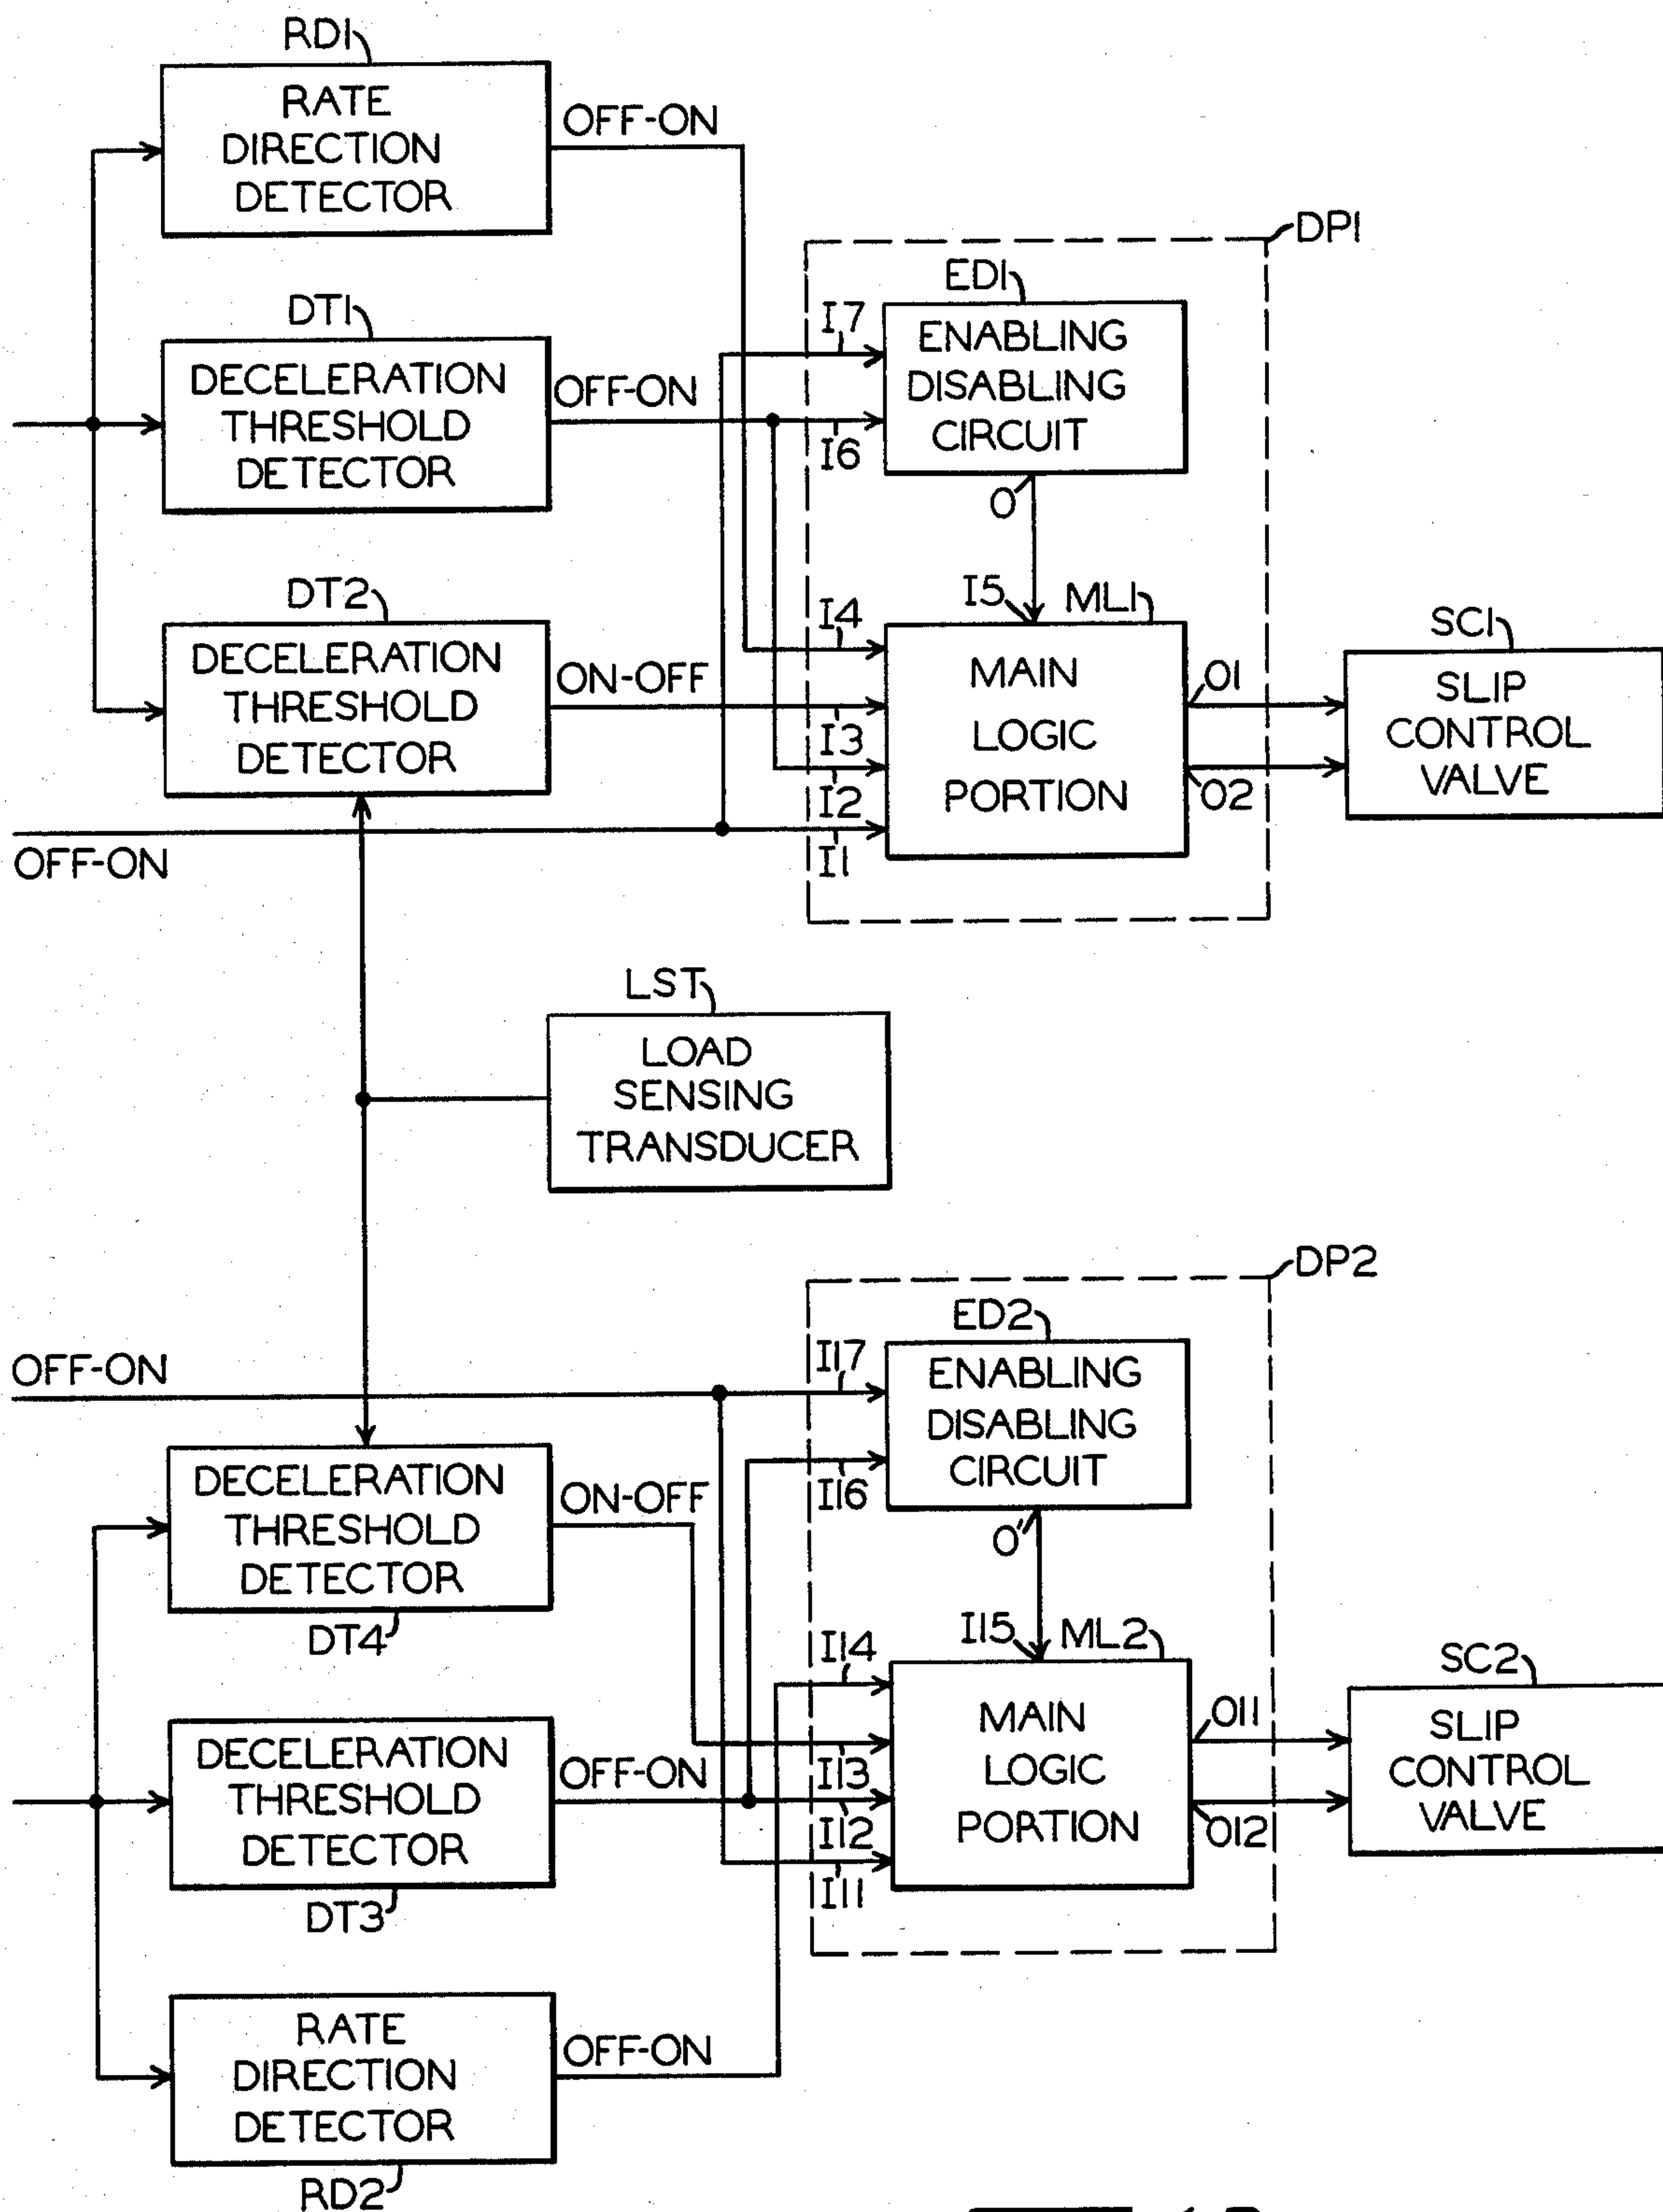 RD1
RATE
DIRECTION
DETECTOR
OFF-ON
DP1
ED1
I7
ENABLING
DISABLING
CIRCUIT
DT1
DECELERATION
THRESHOLD
DETECTOR
OFF-ON
I6
O
DT2
DECELERATION
THRESHOLD
DETECTOR
ON-OFF
I5
ML1
I4
MAIN
LOGIC
PORTION
I3
I2
I1
O1
O2
SC1
SLIP
CONTROL
VALVE
OFF-ON
LST
LOAD
SENSING
TRANSDUCER
DP2
ED2
OFF-ON
I17
ENABLING
DISABLING
CIRCUIT
I16
O'
DECELERATION
THRESHOLD
DETECTOR
DT4
ON-OFF
I15
ML2
I14
MAIN
LOGIC
PORTION
I13
I12
I11
O11
O12
SC2
SLIP
CONTROL
VALVE
DECELERATION
THRESHOLD
DETECTOR
DT3
OFF-ON
RATE
DIRECTION
DETECTOR
RD2
OFF-ON